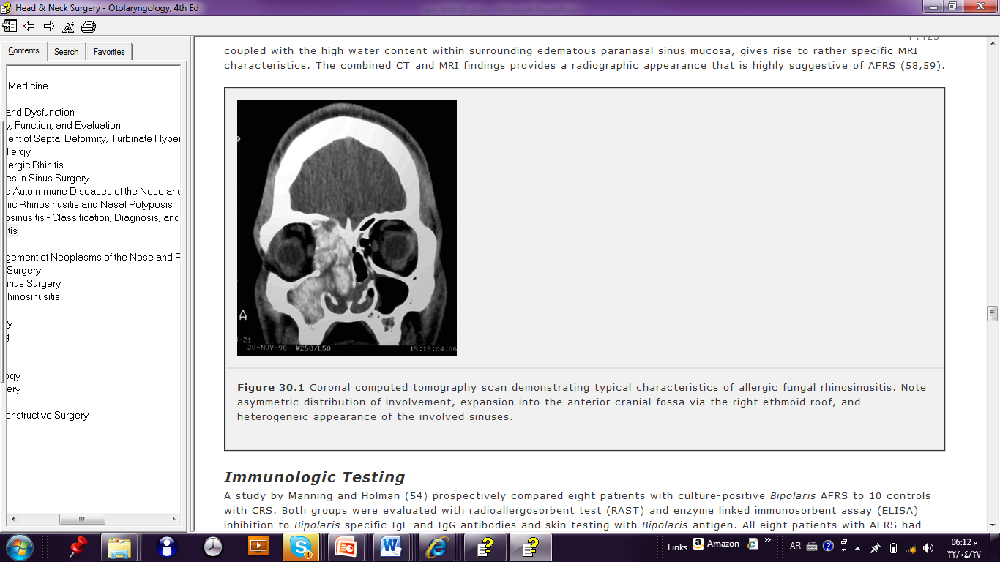 Head & Neck Surgery - Otolaryngology, 4th Ed
Contents
Search
Favorites
Medicine
and Dysfunction
y, Function, and Evaluation
ent of Septal Deformity, Turbinate Hyper
llergy
lergic Rhinitis
es in Sinus Surgery
d Autoimmune Diseases of the Nose and
nic Rhinosinusitis and Nasal Polyposis
osinusitis - Classification, Diagnosis, and
tis
gement of Neoplasms of the Nose and P
Surgery
inus Surgery
hinosinusitis
y
g
ogy
ery
onstructive Surgery
P.423
coupled with the high water content within surrounding edematous paranasal sinus mucosa, gives rise to rather specific MRI
characteristics. The combined CT and MRI findings provides a radiographic appearance that is highly suggestive of AFRS (58,59).
9
A
-21
20-NOV-98 W250/L50
15:15:04.06
Figure 30.1 Coronal computed tomography scan demonstrating typical characteristics of allergic fungal rhinosinusitis. Note
asymmetric distribution of involvement, expansion into the anterior cranial fossa via the right ethmoid roof, and
heterogeneic appearance of the involved sinuses.
Immunologic Testing
A study by Manning and Holman (54) prospectively compared eight patients with culture-positive Bipolaris AFRS to 10 controls
with CRS. Both groups were evaluated with radioallergosorbent test (RAST) and enzyme linked immunosorbent assay (ELISA)
inhibition to Bipolaris specific IgE and IgG antibodies and skin testing with Bipolaris antigen. All eight patients with AFRS had
Links
Amazon
AR
06:12 م
٣٢/٠٤/٢٧